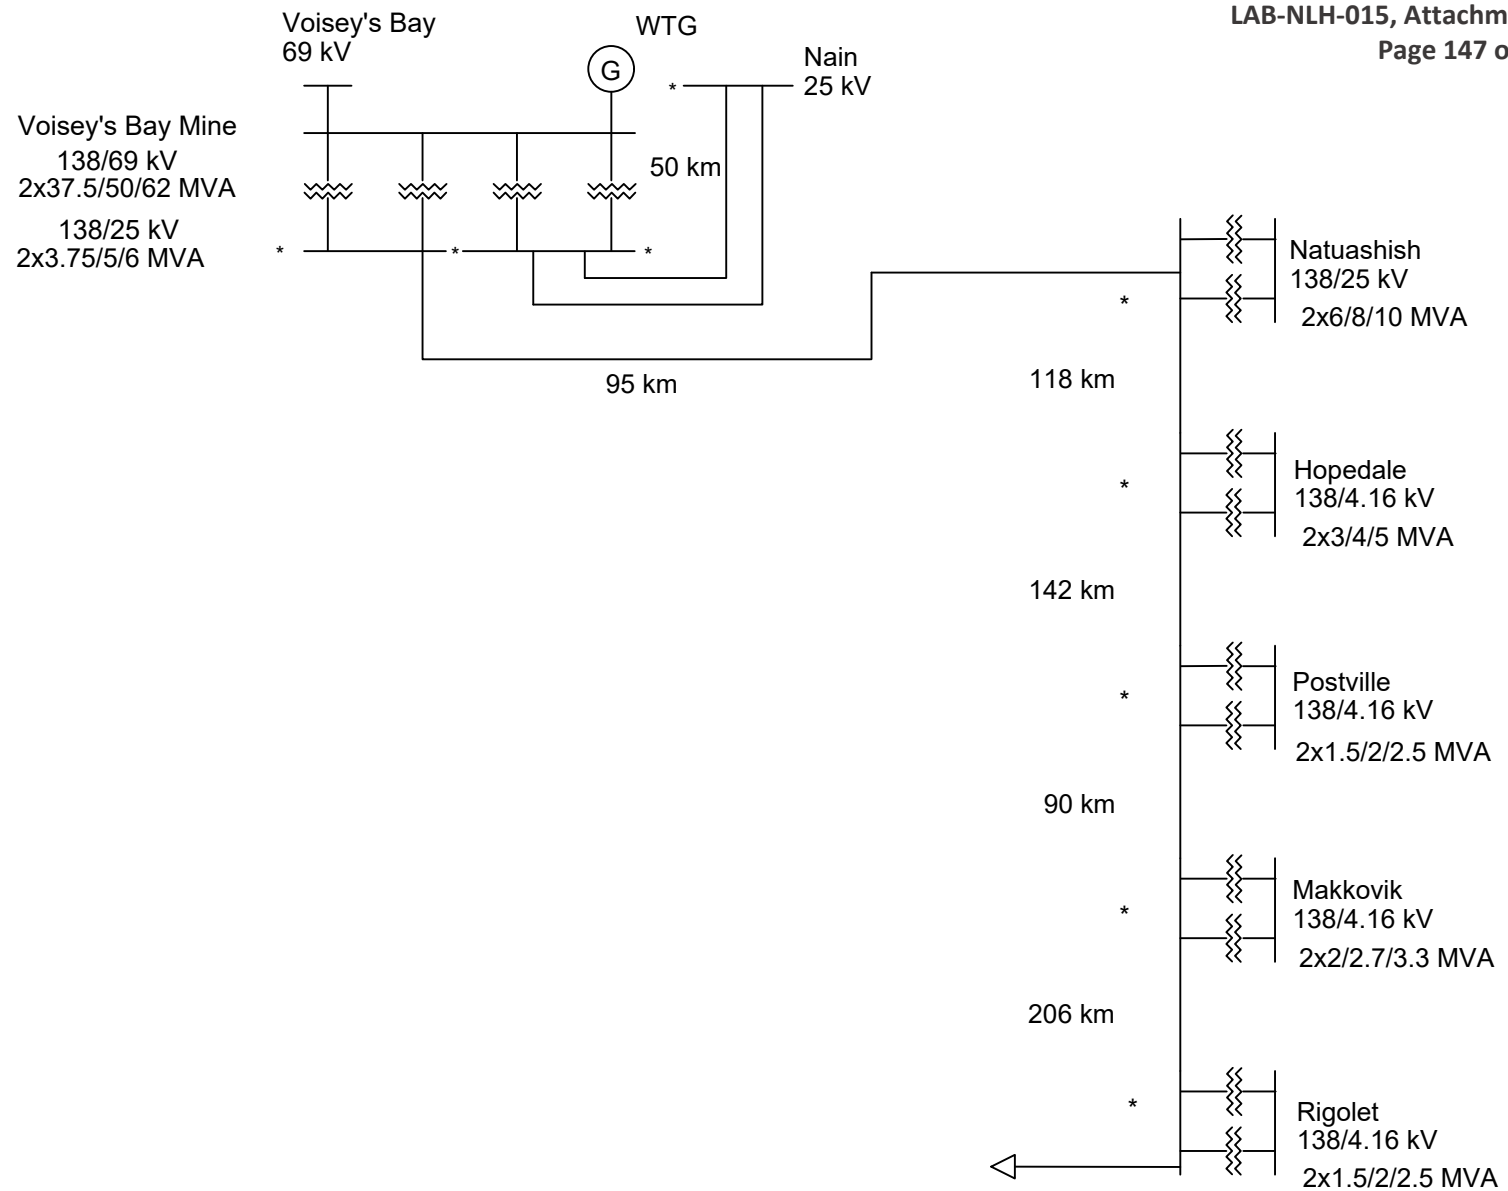 LAB-NLH-015, Attachm
Page 147 o
Voisey's Bay
69 kV
WTG
G
*
Nain
25 kV
Voisey's Bay Mine
138/69 kV
2x37.5/50/62 MVA
138/25 kV
2x3.75/5/6 MVA
50 km
*
*
*
95 km
Natuashish
138/25 kV
2x6/8/10 MVA
*
118 km
Hopedale
138/4.16 kV
2x3/4/5 MVA
*
142 km
Postville
138/4.16 kV
2x1.5/2/2.5 MVA
*
90 km
Makkovik
138/4.16 kV
2x2/2.7/3.3 MVA
*
206 km
Rigolet
138/4.16 kV
2x1.5/2/2.5 MVA
*